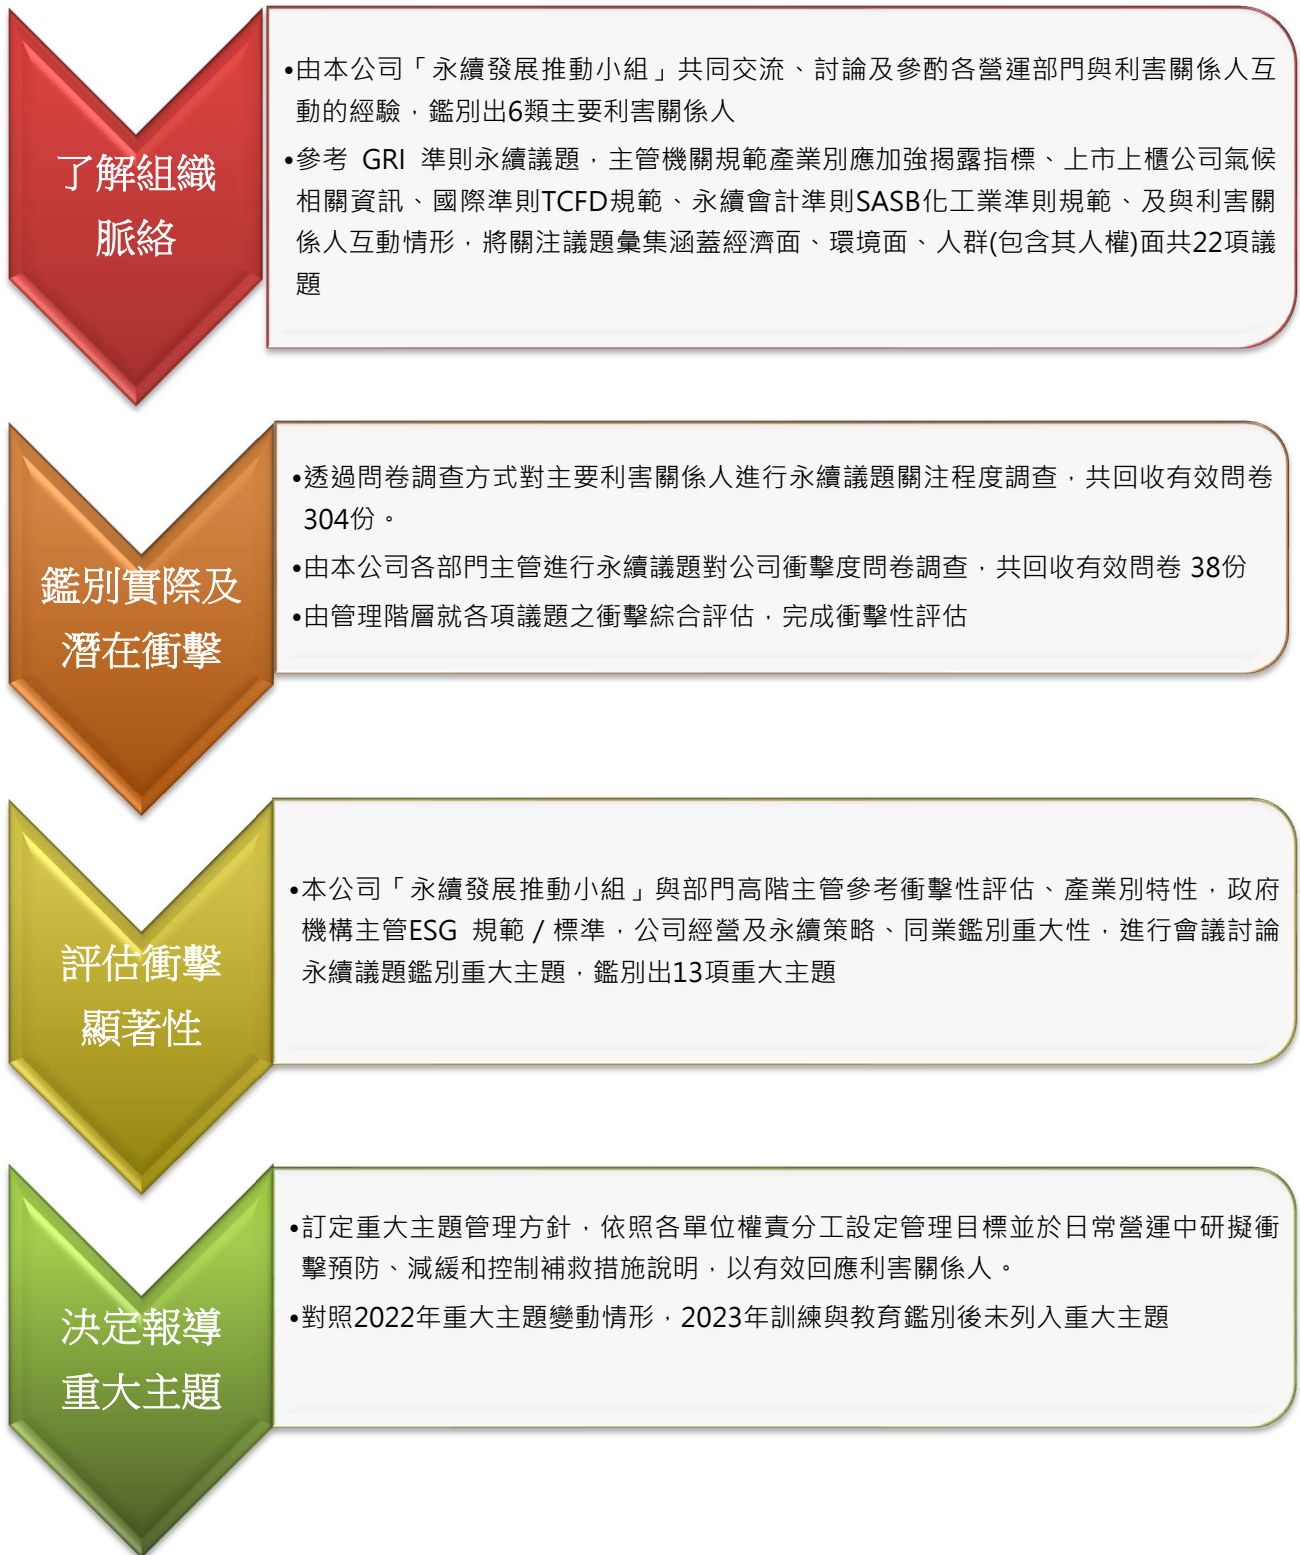 了解組織
脈絡
•由本公司「永續發展推動小組」共同交流、討論及參酌各營運部門與利害關係人互
動的經驗，鑑別出6類主要利害關係人
•參考 GRI 準則永續議題，主管機關規範產業別應加強揭露指標、上市上櫃公司氣候
相關資訊、國際準則TCFD規範、永續會計準則SASB化工業準則規範、及與利害關
係人互動情形，將關注議題彙集涵蓋經濟面、環境面、人群(包含其人權)面共22項議
題
鑑別實際及
潛在衝擊
•透過問卷調查方式對主要利害關係人進行永續議題關注程度調查，共回收有效問卷
304份。
•由本公司各部門主管進行永續議題對公司衝擊度問卷調查，共回收有效問卷 38份
•由管理階層就各項議題之衝擊綜合評估，完成衝擊性評估
評估衝擊
顯著性
•本公司「永續發展推動小組」與部門高階主管參考衝擊性評估、產業別特性，政府
機構主管ESG 規範 / 標準，公司經營及永續策略、同業鑑別重大性，進行會議討論
永續議題鑑別重大主題，鑑別出13項重大主題
決定報導
重大主題
•訂定重大主題管理方針，依照各單位權責分工設定管理目標並於日常營運中研擬衝
擊預防、減緩和控制補救措施說明，以有效回應利害關係人。
•對照2022年重大主題變動情形，2023年訓練與教育鑑別後未列入重大主題